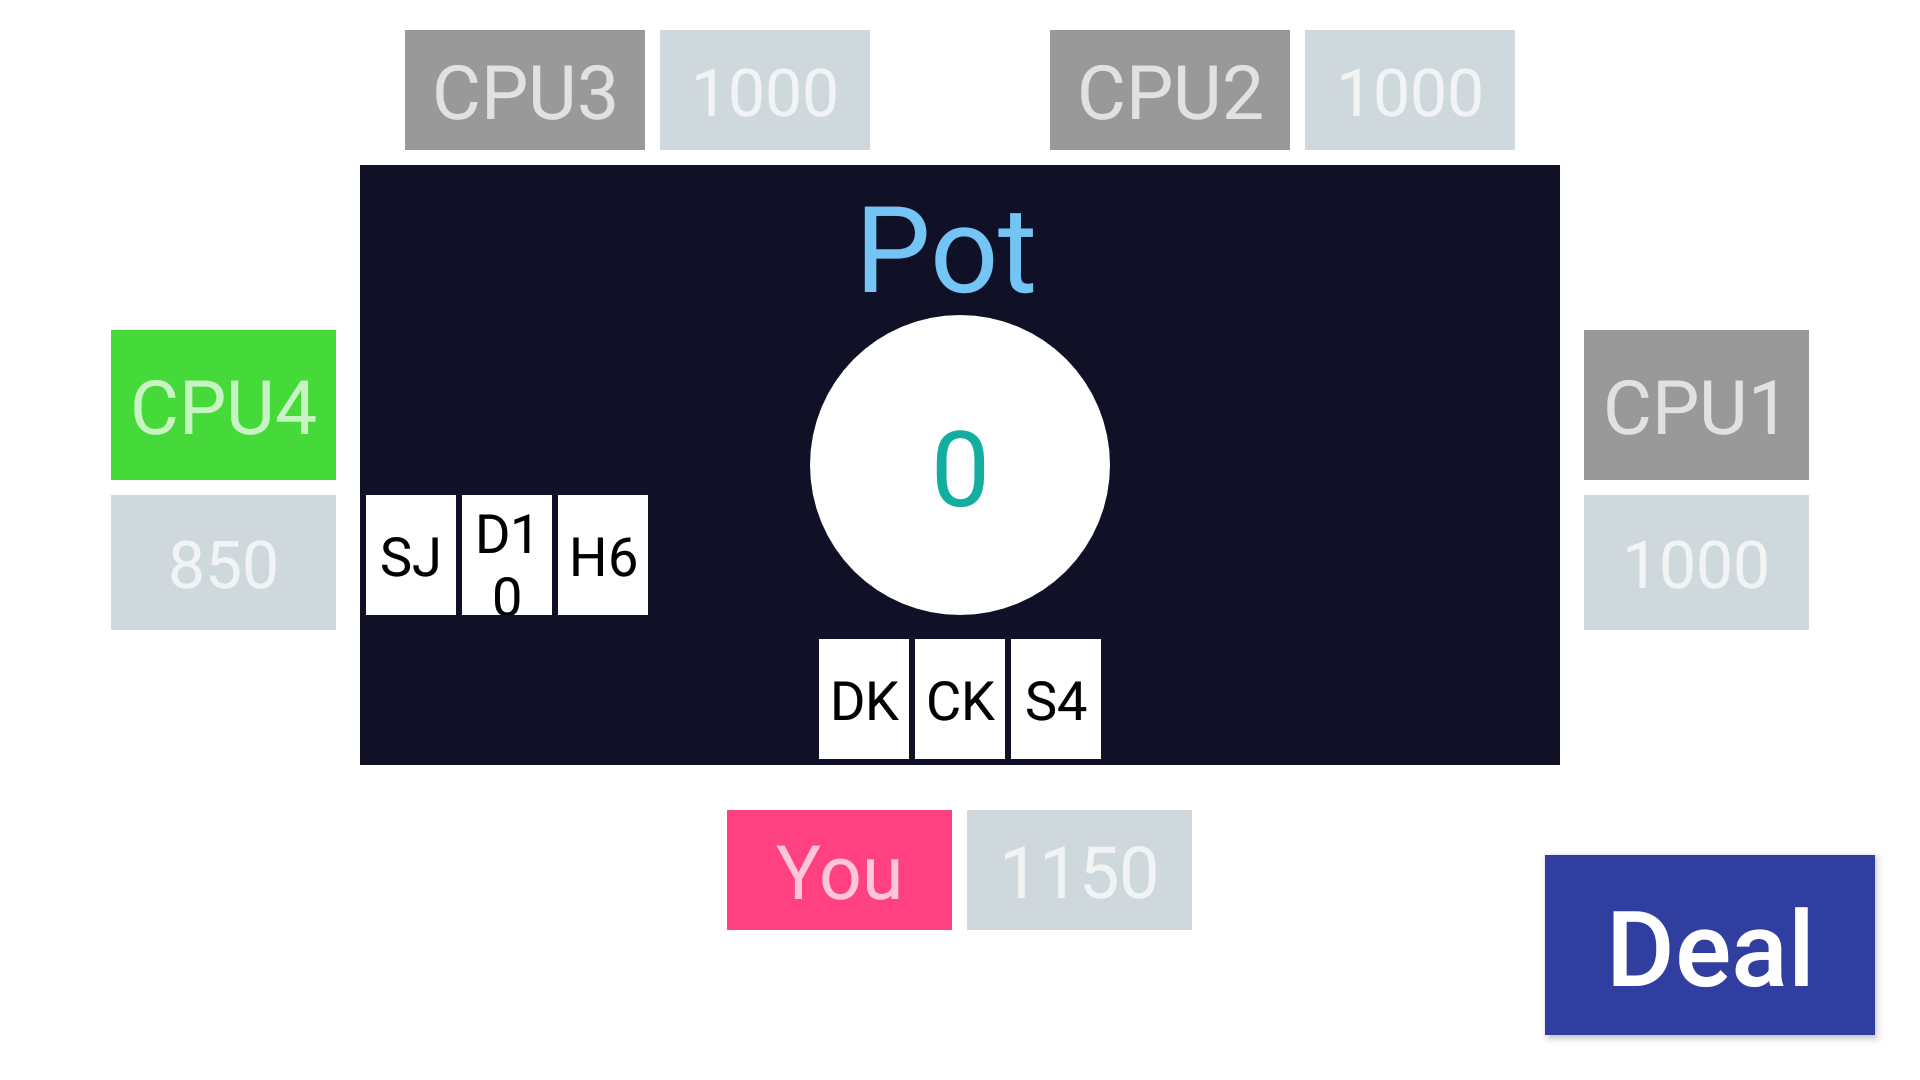 CPU3 1000 CPU2 1000
Pot
CPU4 0 CPU1
850 SJ D1 H6 1000
0
DK CK S4
You 1150
Deal